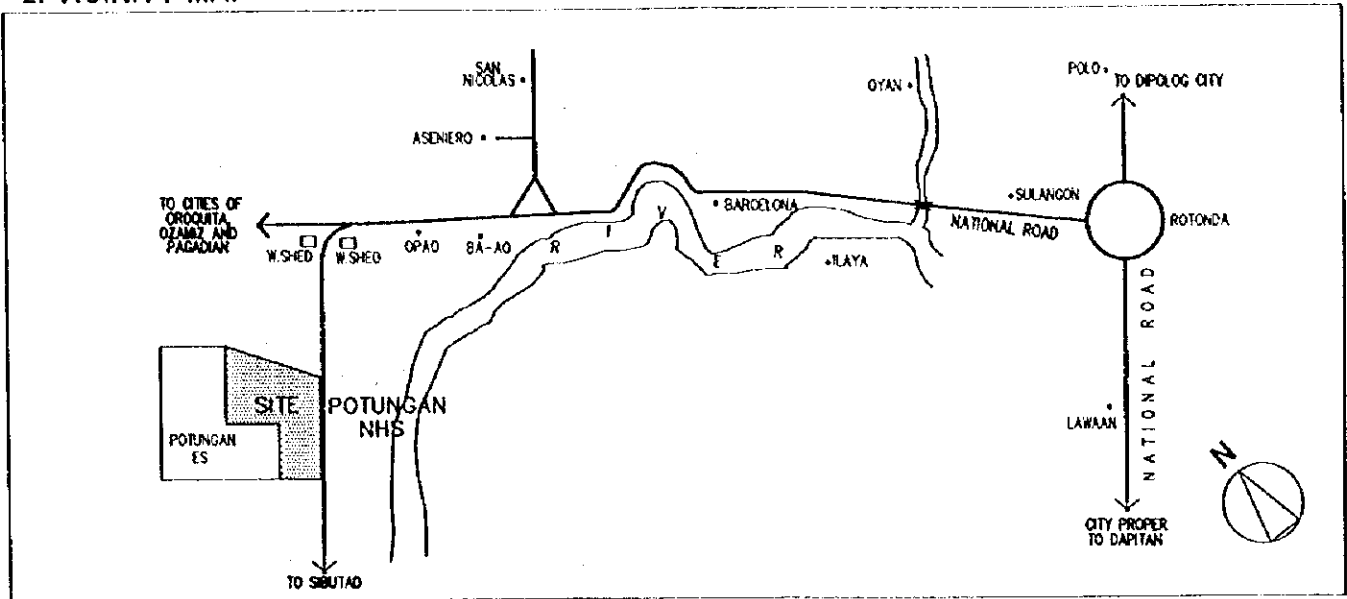 SAN
NICOLAS
ASENIERO
OYAN
POLO
TO DIPOLOG CITY
TO CITIES OF
OROQUITA,
OZAMIZ AND
PAGADIAN
W.SHED
W.SHED
OPAO
BA-AO
R I V E R
BARCELONA
ILAYA
SULANGON
NATIONAL ROAD
ROTONDA
NATIONAL ROAD
SITE
POTUNGAN
NHS
POTUNGAN
ES
LAWAAN
N
CITY PROPER
TO DAPITAN
TO SIBUTAD